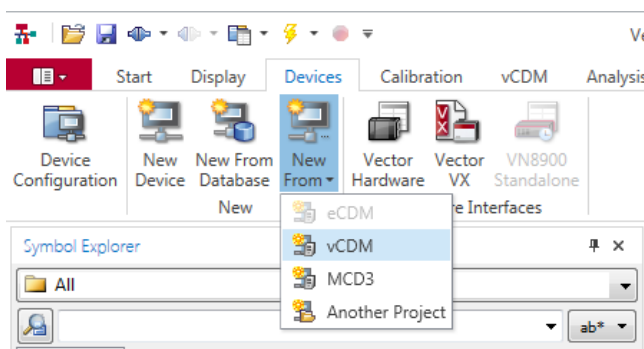 Ve
Start Display Devices Calibration vCDM Analysis
Device Configuration
New Device
New From Database
New From
Vector Hardware
Vector VX
VN8900 Standalone
New
re Interfaces
eCDM
vCDM
MCD3
Another Project
Symbol Explorer
All
ab*